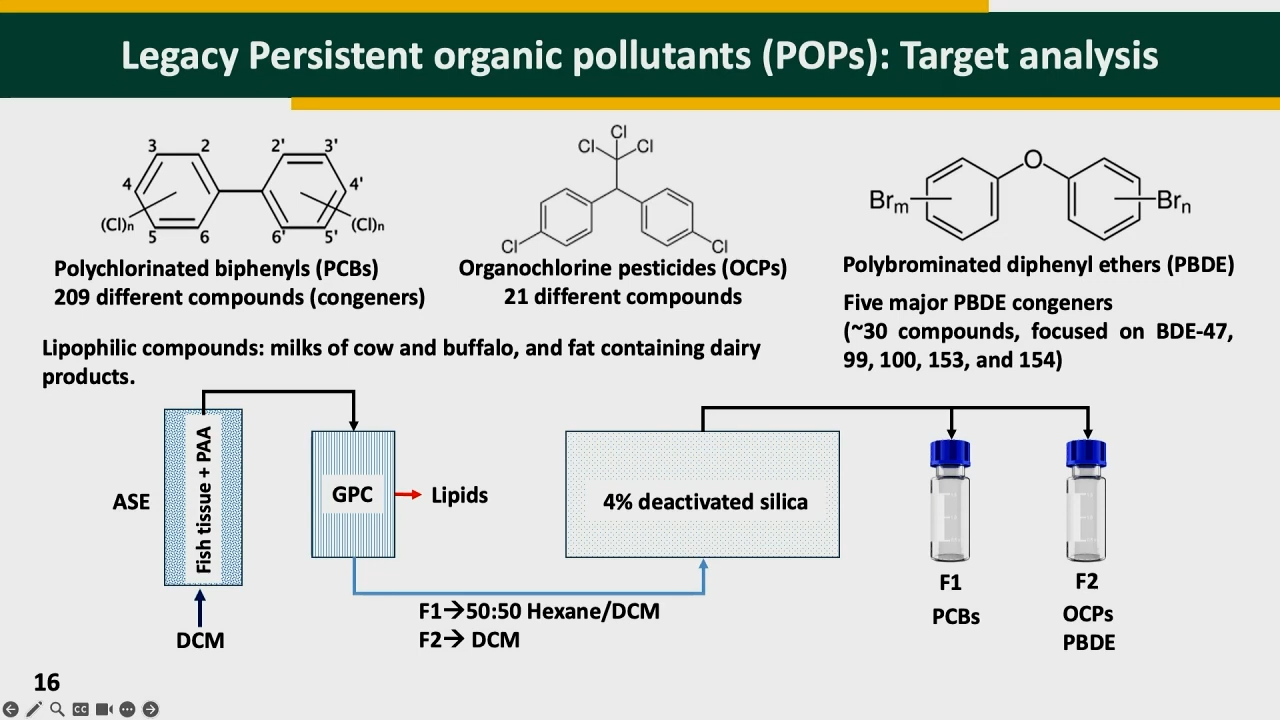 Legacy Persistent organic pollutants (POPs): Target analysis
3
2
2'
3'
4
4'
(Cl)n
(Cl)n
5
6
6'
5'
Cl
Cl
Cl
Cl
Cl
O
Brm
Brn
Polychlorinated biphenyls (PCBs)
209 different compounds (congeners)
Organochlorine pesticides (OCPs)
21 different compounds
Polybrominated diphenyl ethers (PBDE)
Five major PBDE congeners
(~30 compounds, focused on BDE-47,
99, 100, 153, and 154)
Lipophilic compounds: milks of cow and buffalo, and fat containing dairy
products.
ASE
Fish tissue + PAA
DCM
GPC
Lipids
4% deactivated silica
F1→50:50 Hexane/DCM
F2→ DCM
F1
PCBs
F2
OCPs
PBDE
16
CC